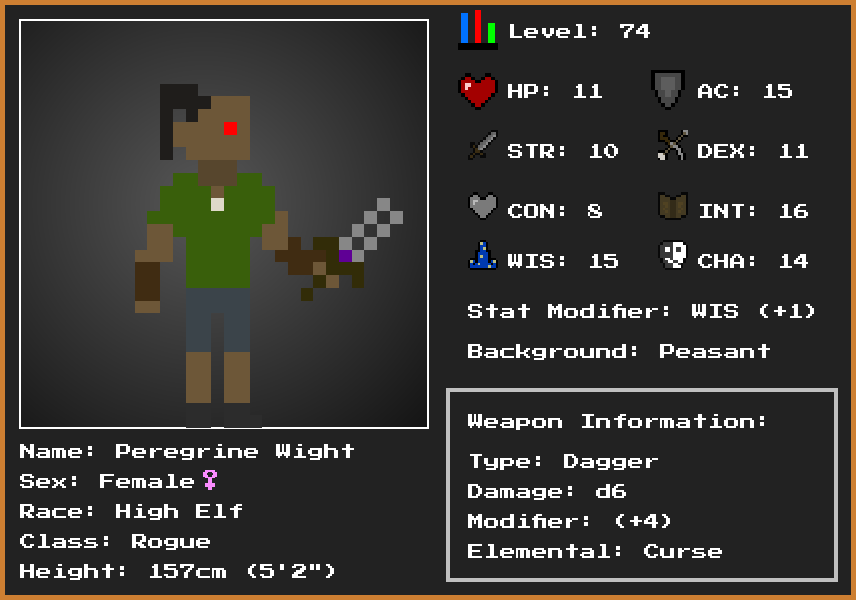 Level: 74
HP: 11
AC: 15
STR: 10
DEX: 11
CON: 8
INT: 16
WIS: 15
CHA: 14
Stat Modifier: WIS (+1)
Background: Peasant
Weapon Information:
Type: Dagger
Damage: d6
Modifier: (+4)
Elemental: Curse
Name: Peregrine Wight
Sex: Female♀
Race: High Elf
Class: Rogue
Height: 157cm (5'2")